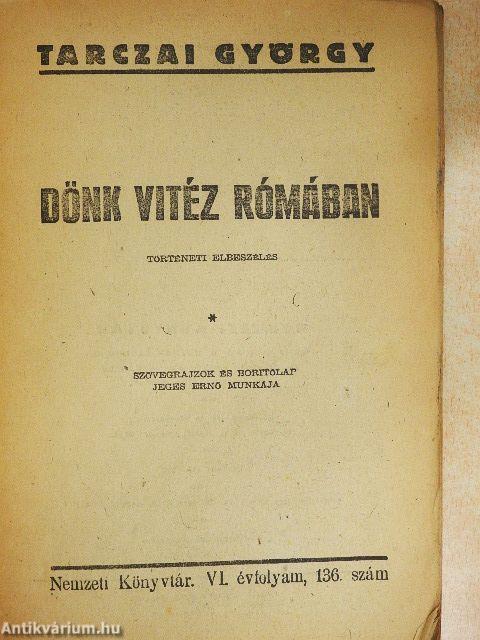 TARCZAI GYÖRGY
DÖNK VITÉZ RÓMÁBAN
TÖRTÉNETI ELBESZÉLÉS
*
SZÖVEGRAJZOK ÉS BORITÓLAP
JEGES ERNŐ MUNKÁJA
Nemzeti Könyvtár. VI. évfolyam, 136. szám
Antikvárium.hu